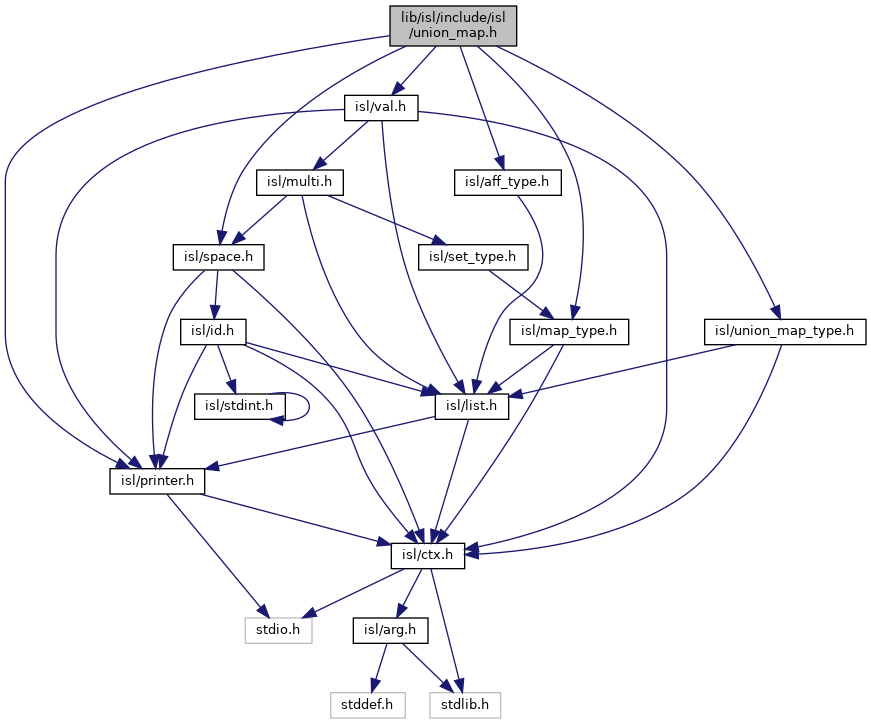 lib/isl/include/isl
/union_map.h
isl/val.h
isl/multi.h
isl/aff_type.h
isl/space.h
isl/set_type.h
isl/id.h
isl/map_type.h
isl/union_map_type.h
isl/stdint.h
isl/list.h
isl/printer.h
isl/ctx.h
stdio.h
isl/arg.h
stddef.h
stdlib.h